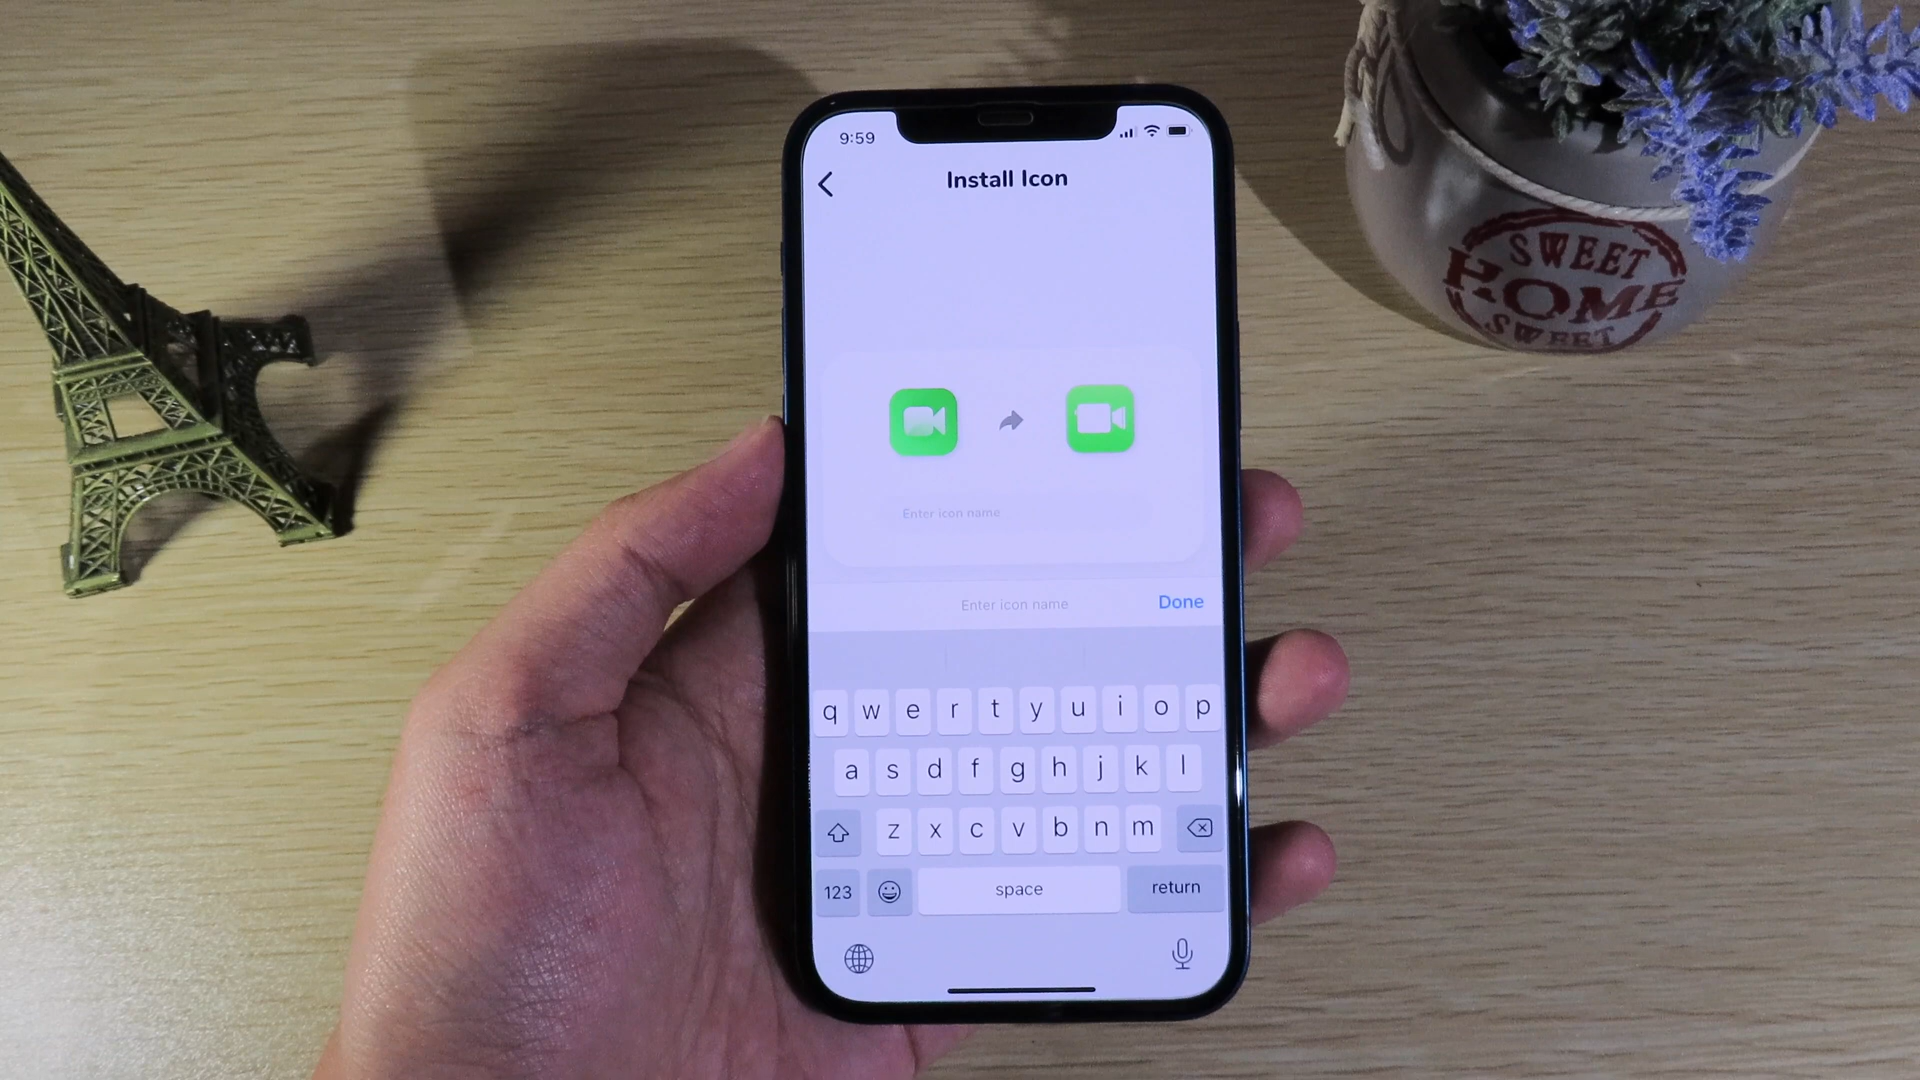 9:59
Install Icon
Enter icon name
Enter icon name
Done
q w e r t y u i o p
a s d f g h j k l
z x c v b n m
123
space
return
SWEET
HOME
SWEET